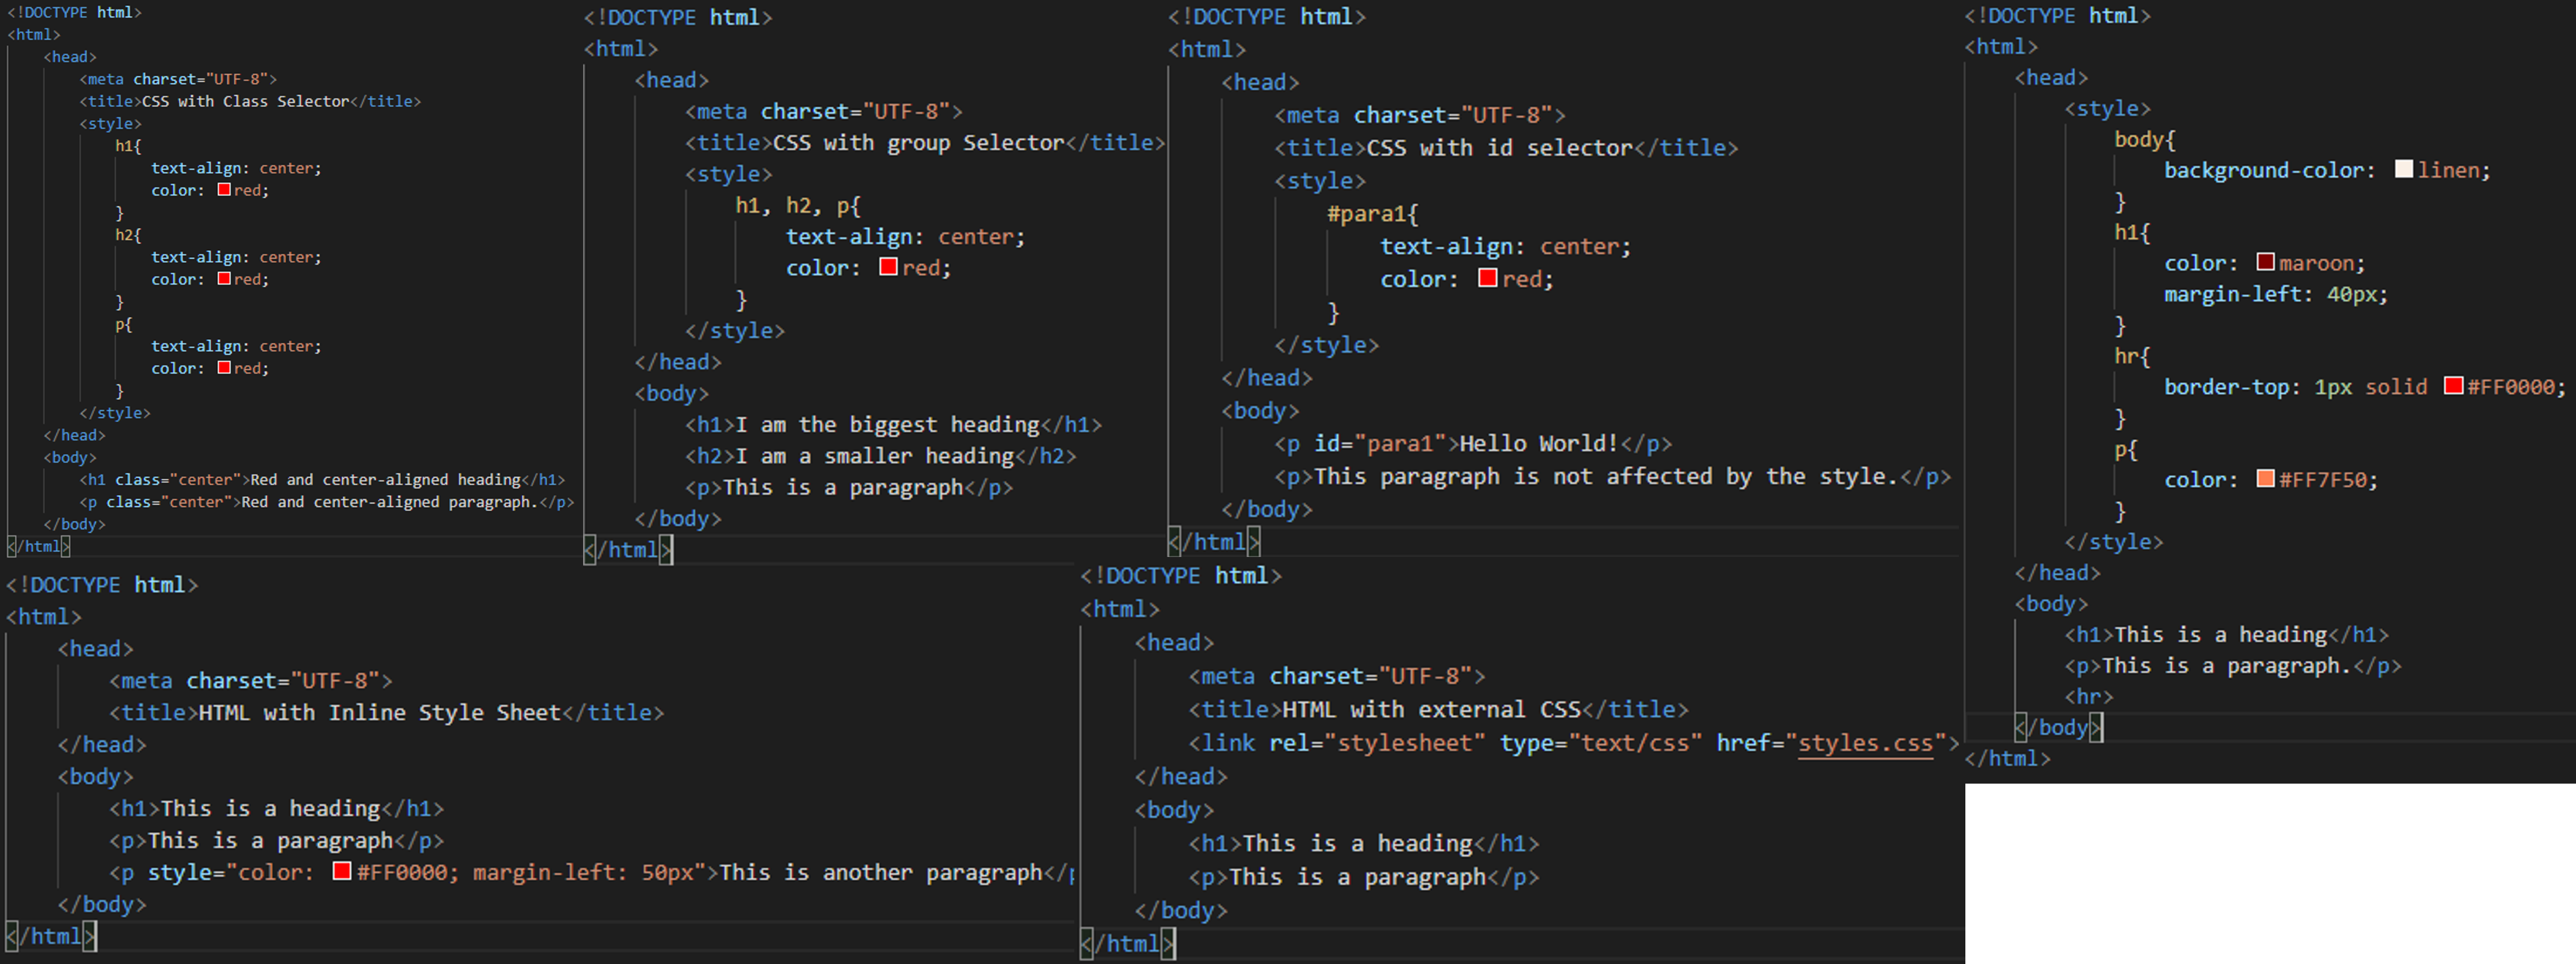 <!DOCTYPE html>
<html>
<head>
<meta charset="UTF-8">
<title>CSS with Class Selector</title>
<style>
h1{
text-align: center;
color: red;
}
h2{
text-align: center;
color: red;
}
p{
text-align: center;
color: red;
}
</style>
</head>
<body>
<h1 class="center">Red and center-aligned heading</h1>
<p class="center">Red and center-aligned paragraph.</p>
</body>
</html>
<!DOCTYPE html>
<html>
<head>
<meta charset="UTF-8">
<title>CSS with group Selector</title>
<style>
h1, h2, p{
text-align: center;
color: red;
}
</style>
</head>
<body>
<h1>I am the biggest heading</h1>
<h2>I am a smaller heading</h2>
<p>This is a paragraph</p>
</body>
</html>
<!DOCTYPE html>
<html>
<head>
<meta charset="UTF-8">
<title>CSS with id selector</title>
<style>
#para1{
text-align: center;
color: red;
}
</style>
</head>
<body>
<p id="para1">Hello World!</p>
<p>This paragraph is not affected by the style.</p>
</body>
</html>
<!DOCTYPE html>
<html>
<head>
<style>
body{
background-color: linen;
}
h1{
color: maroon;
margin-left: 40px;
}
hr{
border-top: 1px solid #FF0000;
}
p{
color: #FF7F50;
}
</style>
</head>
<body>
<h1>This is a heading</h1>
<p>This is a paragraph.</p>
<hr>
</body>
</html>
<!DOCTYPE html>
<html>
<head>
<meta charset="UTF-8">
<title>HTML with Inline Style Sheet</title>
</head>
<body>
<h1>This is a heading</h1>
<p>This is a paragraph</p>
<p style="color: #FF0000; margin-left: 50px">This is another paragraph</p
</body>
</html>
<!DOCTYPE html>
<html>
<head>
<meta charset="UTF-8">
<title>HTML with external CSS</title>
<link rel="stylesheet" type="text/css" href="styles.css">
</head>
<body>
<h1>This is a heading</h1>
<p>This is a paragraph</p>
</body>
</html>